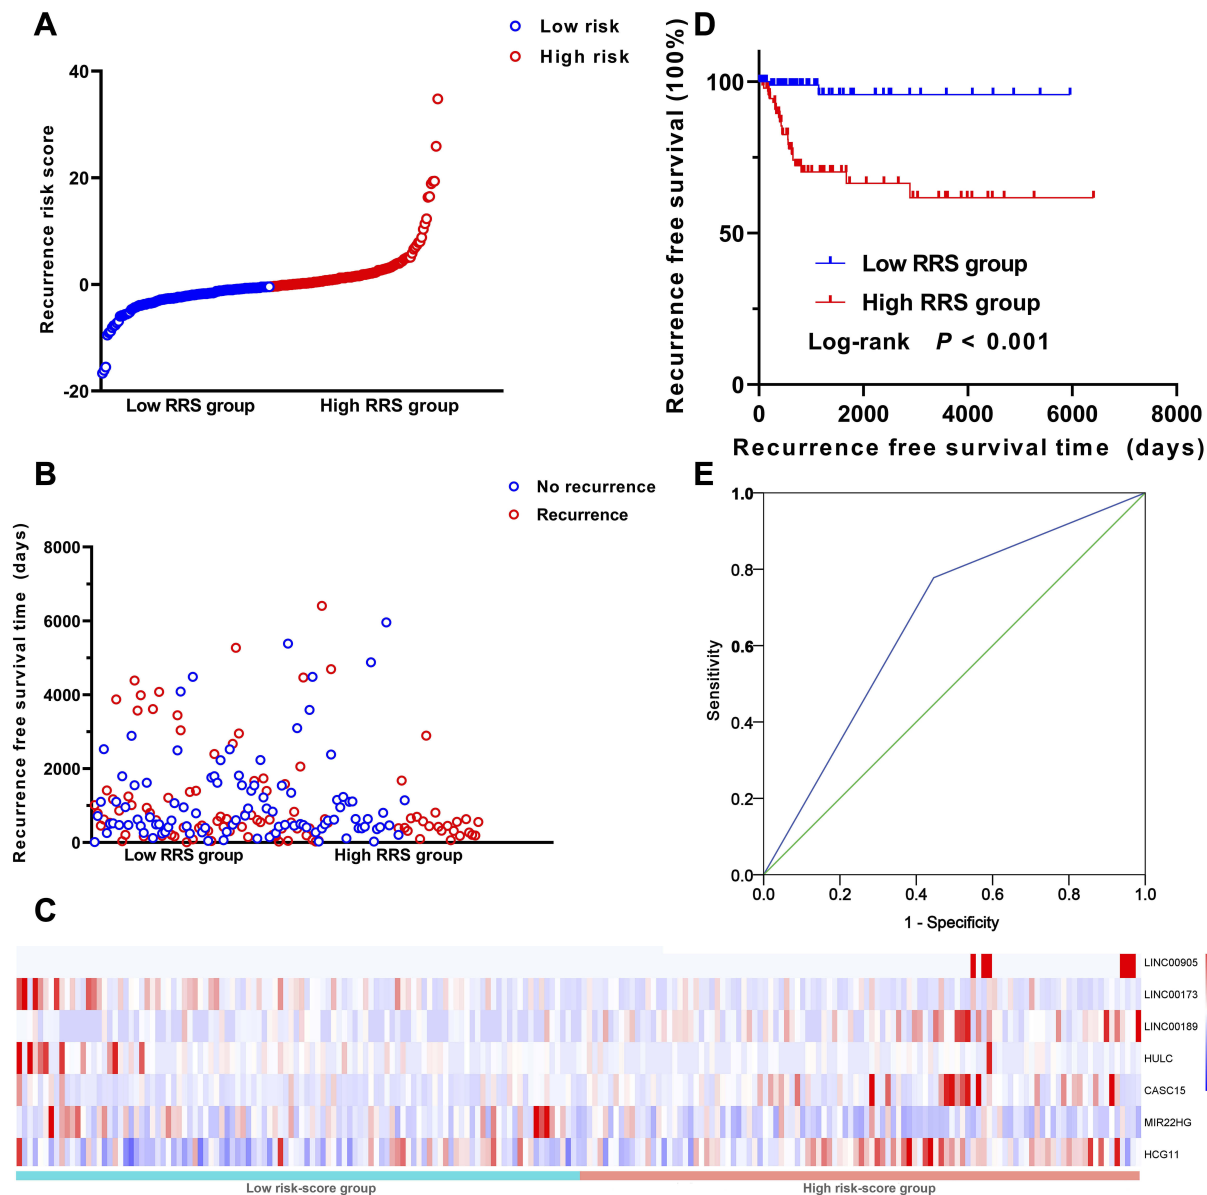 A
Low risk
High risk
Recurrence risk score
40
20
0
-20
Low RRS group
High RRS group
D
Recurrence free survival (100%)
100
50
0
Low RRS group
High RRS group
Log-rank P < 0.001
0
2000
4000
6000
8000
Recurrence free survival time (days)
B
No recurrence
Recurrence
Recurrence free survival time (days)
8000
6000
4000
2000
0
Low RRS group
High RRS group
E
Sensitivity
1.0
0.8
0.6
0.4
0.2
0.0
0.0
0.2
0.4
0.6
0.8
1.0
1 - Specificity
C
LINC00905
LINC00173
LINC00189
HULC
CASC15
MIR22HG
HCG11
Low risk-score group
High risk-score group